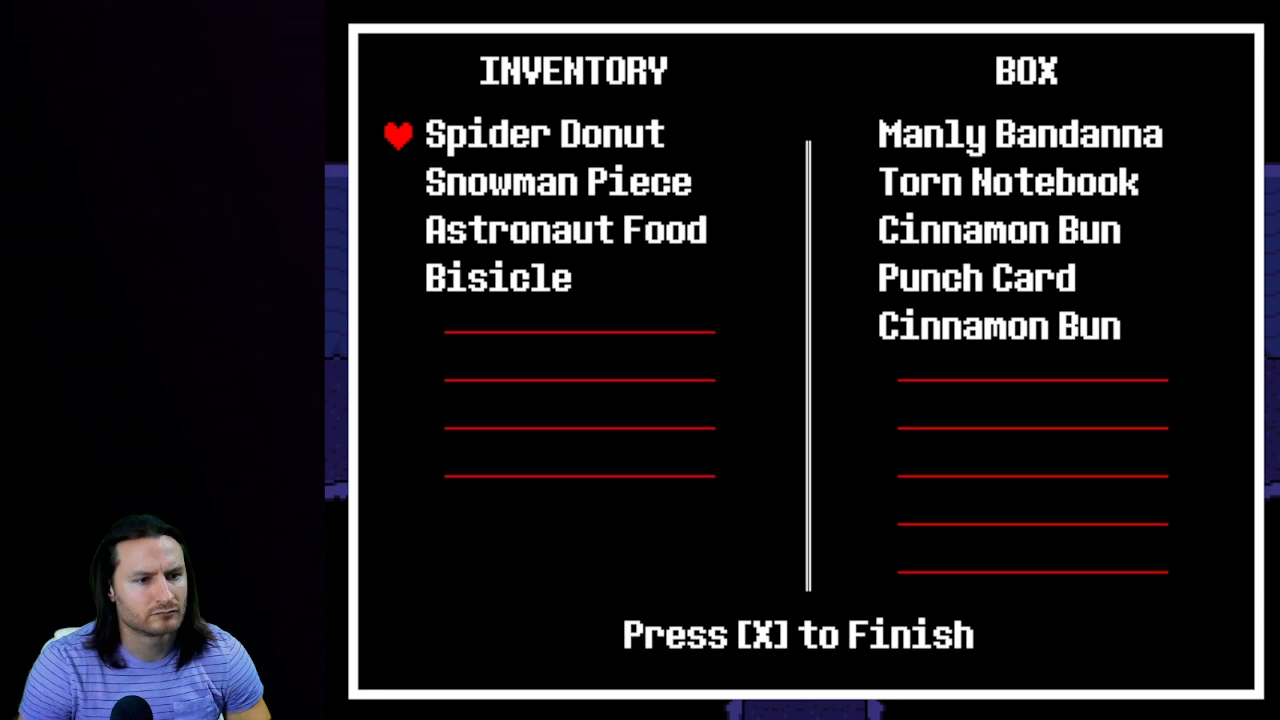 INVENTORY
Spider Donut
Snowman Piece
Astronaut Food
Bisicle
BOX
Manly Bandanna
Torn Notebook
Cinnamon Bun
Punch Card
Cinnamon Bun
Press [X] to Finish